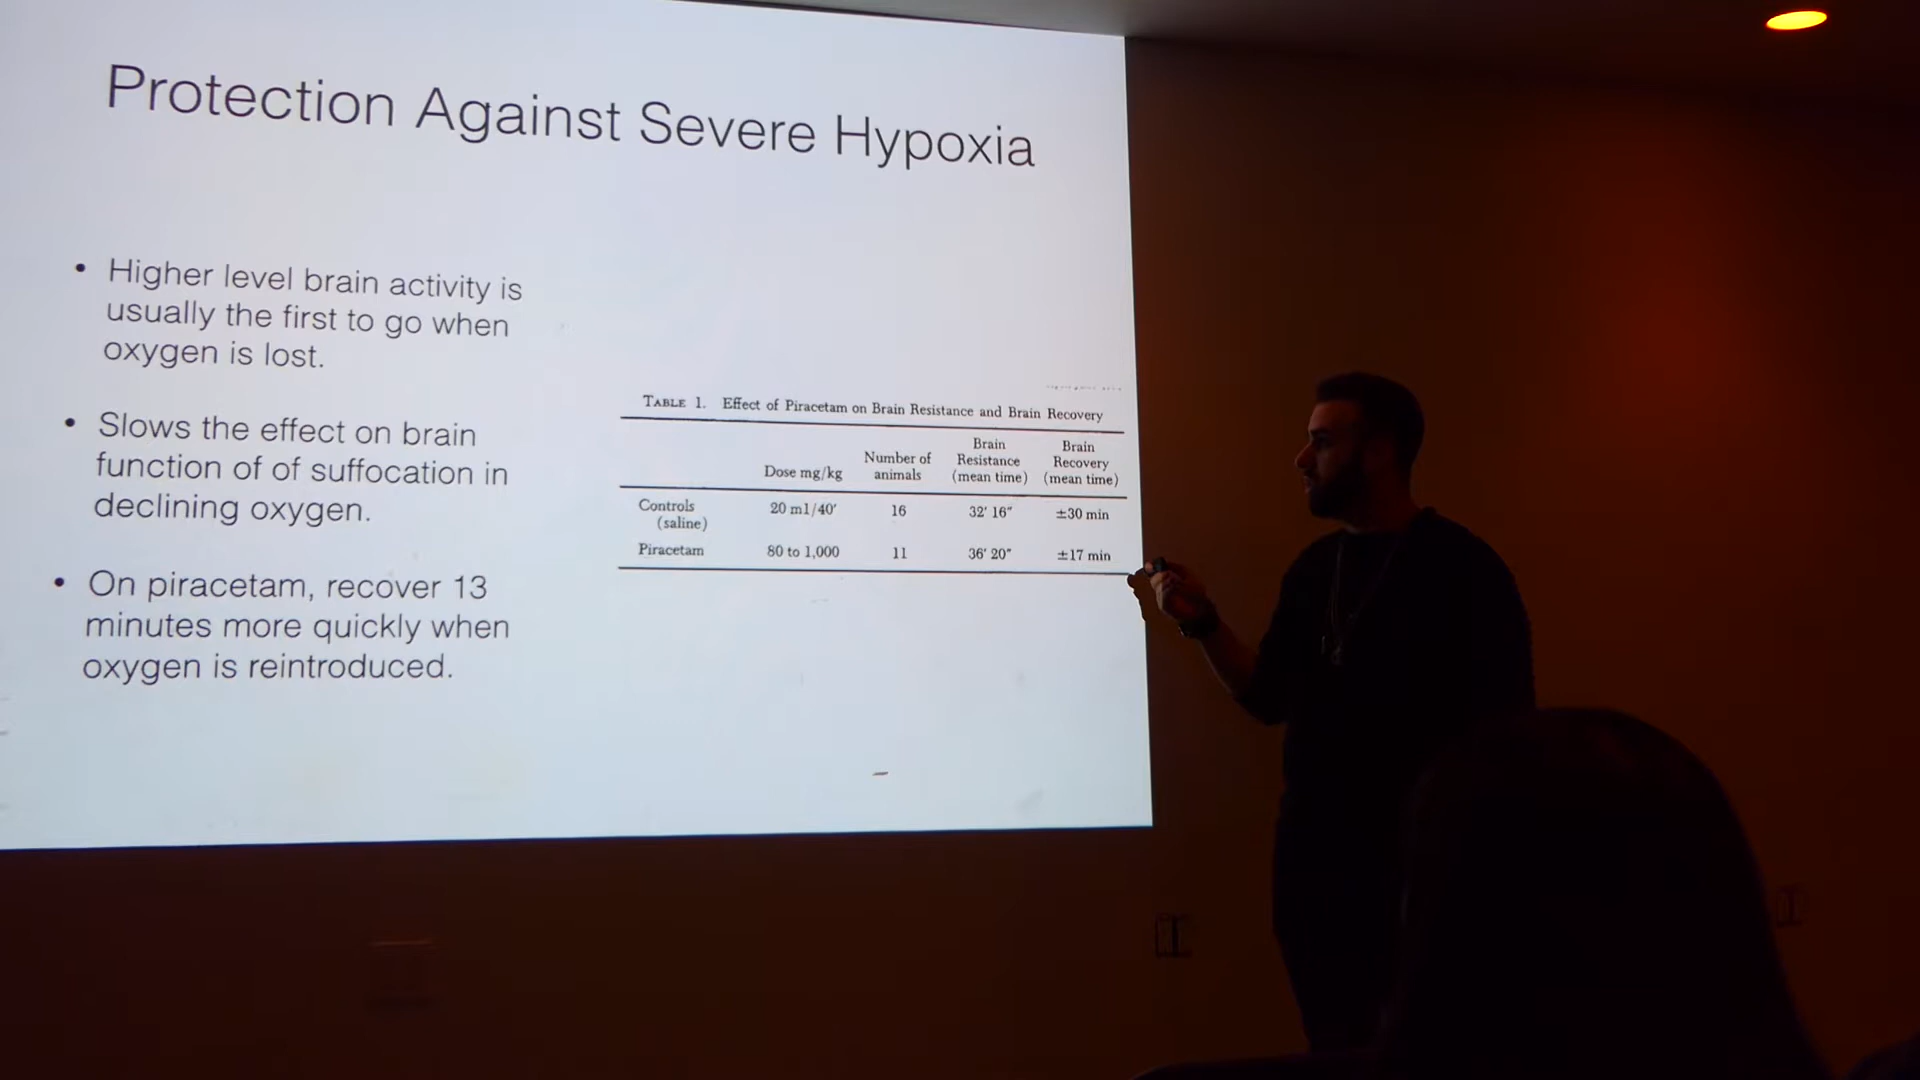 Protection Against Severe Hypoxia
• Higher level brain activity is
usually the first to go when
oxygen is lost.
• Slows the effect on brain
function of of suffocation in
declining oxygen.
• On piracetam, recover 13
minutes more quickly when
oxygen is reintroduced.
TABLE 1. Effect of Piracetam on Brain Resistance and Brain Recovery
Dose mg/kg Number of animals Brain Resistance (mean time) Brain Recovery (mean time)
Controls (saline) 20 ml/40' 16 32' 16" ±30 min
Piracetam 80 to 1,000 11 36' 20" ±17 min